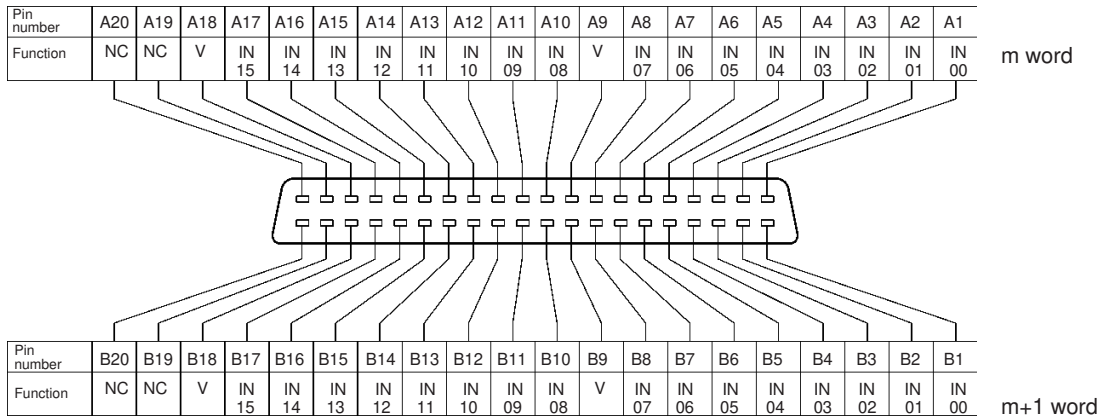 Pin number A20 A19 A18 A17 A16 A15 A14 A13 A12 A11 A10 A9 A8 A7 A6 A5 A4 A3 A2 A1
Function NC NC V IN 15 IN 14 IN 13 IN 12 IN 11 IN 10 IN 09 IN 08 V IN 07 IN 06 IN 05 IN 04 IN 03 IN 02 IN 01 IN 00 m word
Pin number B20 B19 B18 B17 B16 B15 B14 B13 B12 B11 B10 B9 B8 B7 B6 B5 B4 B3 B2 B1
Function NC NC V IN 15 IN 14 IN 13 IN 12 IN 11 IN 10 IN 09 IN 08 V IN 07 IN 06 IN 05 IN 04 IN 03 IN 02 IN 01 IN 00 m+1 word